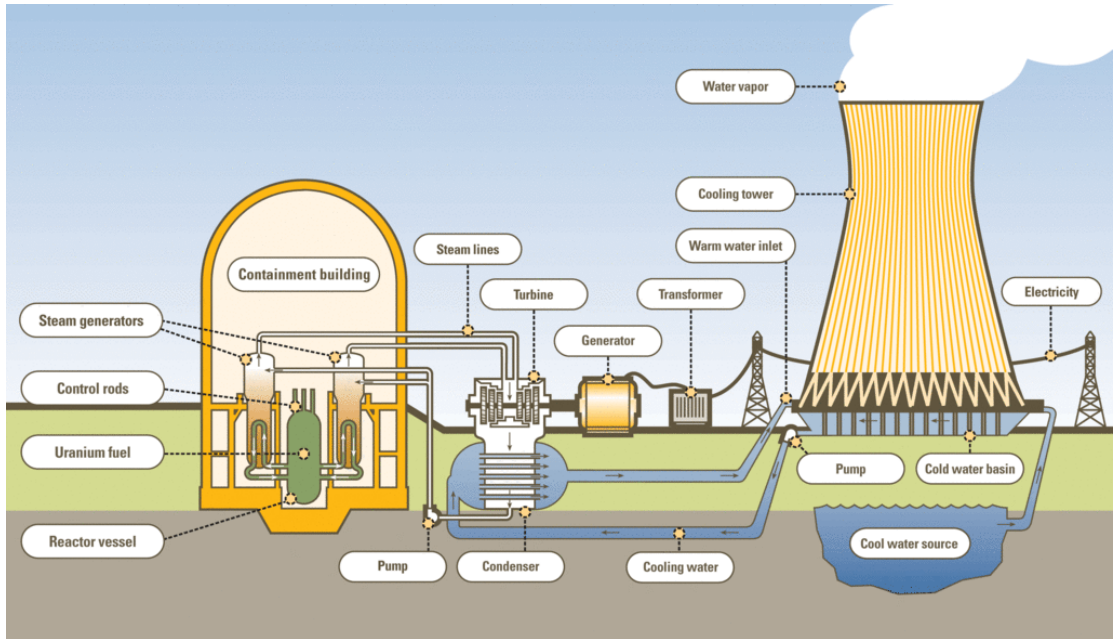 Water vapor
Cooling tower
Steam lines
Warm water inlet
Containment building
Turbine
Transformer
Electricity
Steam generators
Generator
Control rods
Uranium fuel
Pump
Cold water basin
Reactor vessel
Cool water source
Pump
Condenser
Cooling water